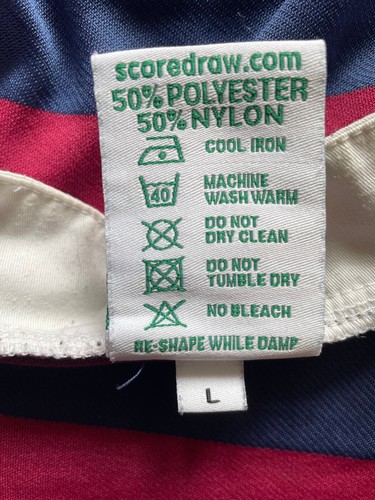 scoredraw.com
50% POLYESTER
50% NYLON
COOL IRON
40
MACHINE
WASH WARM
DO NOT
DRY CLEAN
DO NOT
TUMBLE DRY
NO BLEACH
RE-SHAPE WHILE DAMP
L